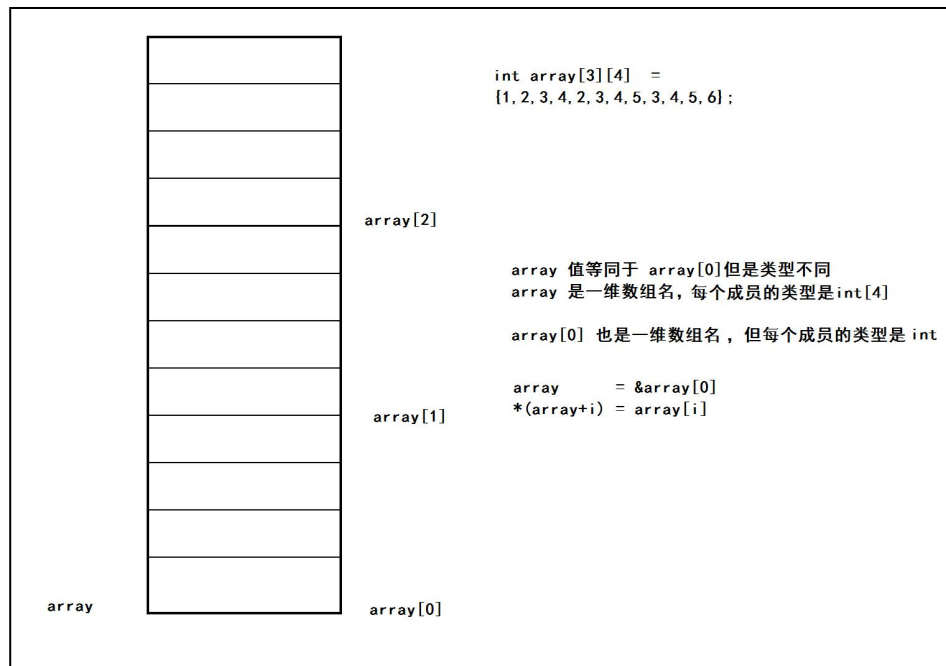 int array[3][4] =
{1,2,3,4,2,3,4,5,3,4,5,6};
array[2]
array 值等同于 array[0]但是类型不同
array 是一维数组名，每个成员的类型是int[4]
array[0] 也是一维数组名 ，但每个成员的类型是 int
array = &array[0]
*(array+i) = array[i]
array[1]
array
array[0]